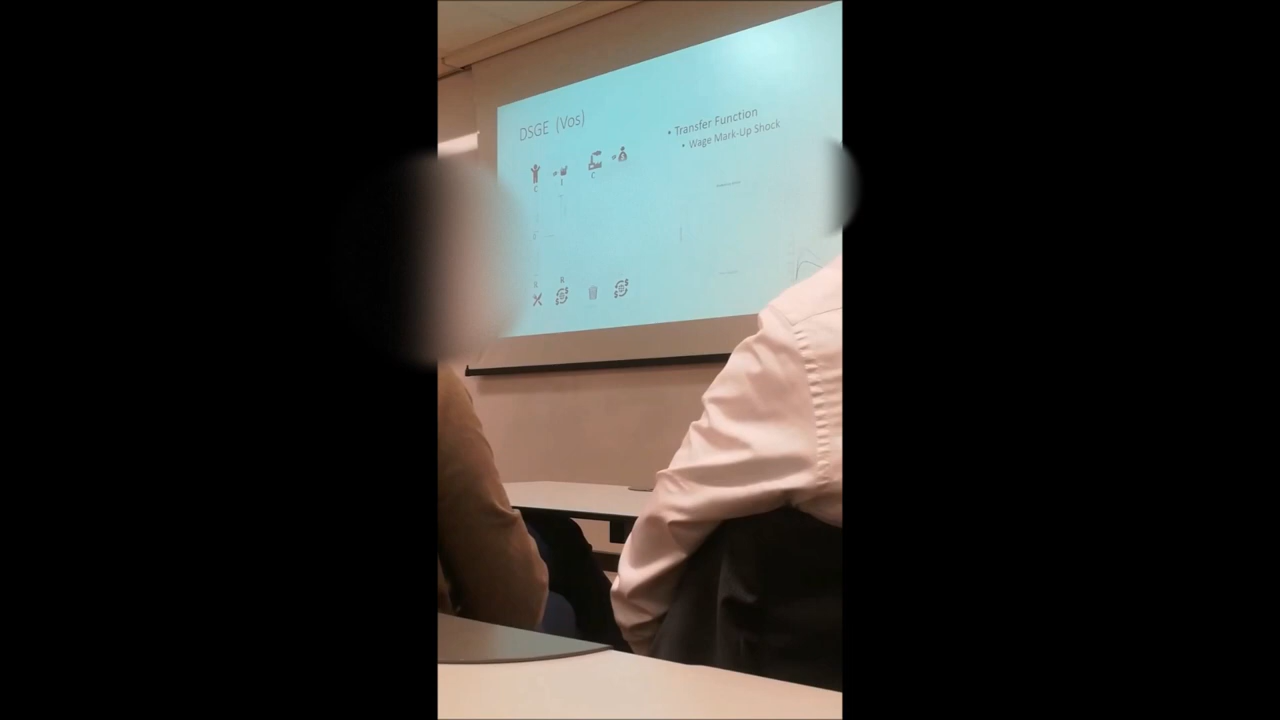 DSGE (Vos)
• Transfer Function
• Wage Mark-Up Shock
C
I
C
R